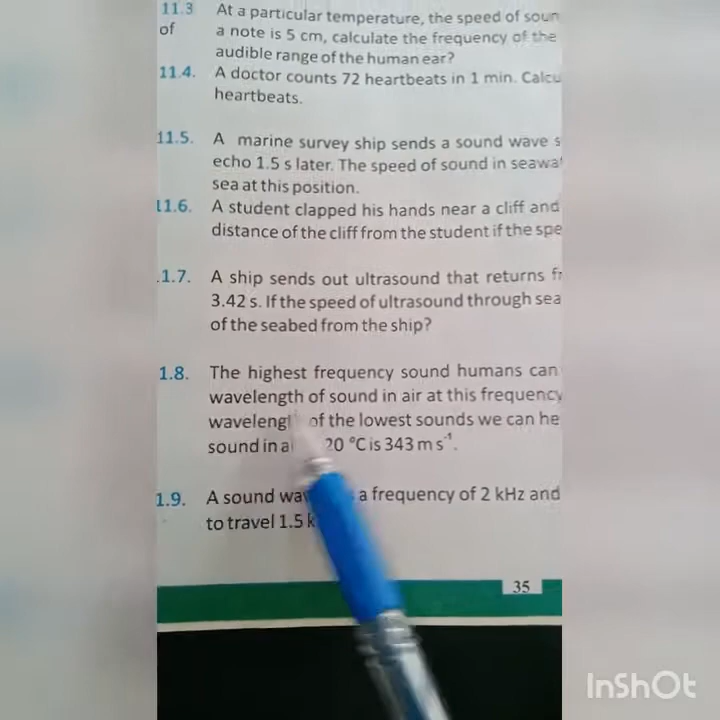 11.3 At a particular temperature, the speed of soun
of a note is 5 cm, calculate the frequency of the
audible range of the human ear?
11.4. A doctor counts 72 heartbeats in 1 min. Calcu
heartbeats.
11.5. A marine survey ship sends a sound wave s
echo 1.5 s later. The speed of sound in seawa
sea at this position.
11.6. A student clapped his hands near a cliff and
distance of the cliff from the student if the spe
.1.7. A ship sends out ultrasound that returns fr
3.42 s. If the speed of ultrasound through sea
of the seabed from the ship?
1.8. The highest frequency sound humans can
wavelength of sound in air at this frequency
wavelengt of the lowest sounds we can he
sound in a 20 °C is 343 m s⁻¹.
1.9. A sound wav a frequency of 2 kHz and
to travel 1.5 k
35
InShOt